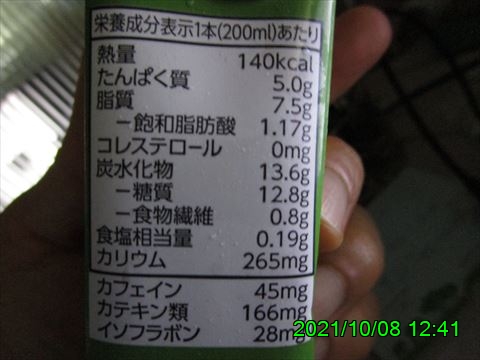 栄養成分表示1本(200ml)あたり
熱量 140kcal
たんぱく質 5.0g
脂質 7.5g
－飽和脂肪酸 1.17g
コレステロール 0mg
炭水化物 13.6g
－糖質 12.8g
－食物繊維 0.8g
食塩相当量 0.19g
カリウム 265mg
カフェイン 45mg
カテキン類 166mg
イソフラボン 28mg
2021/10/08 12:41